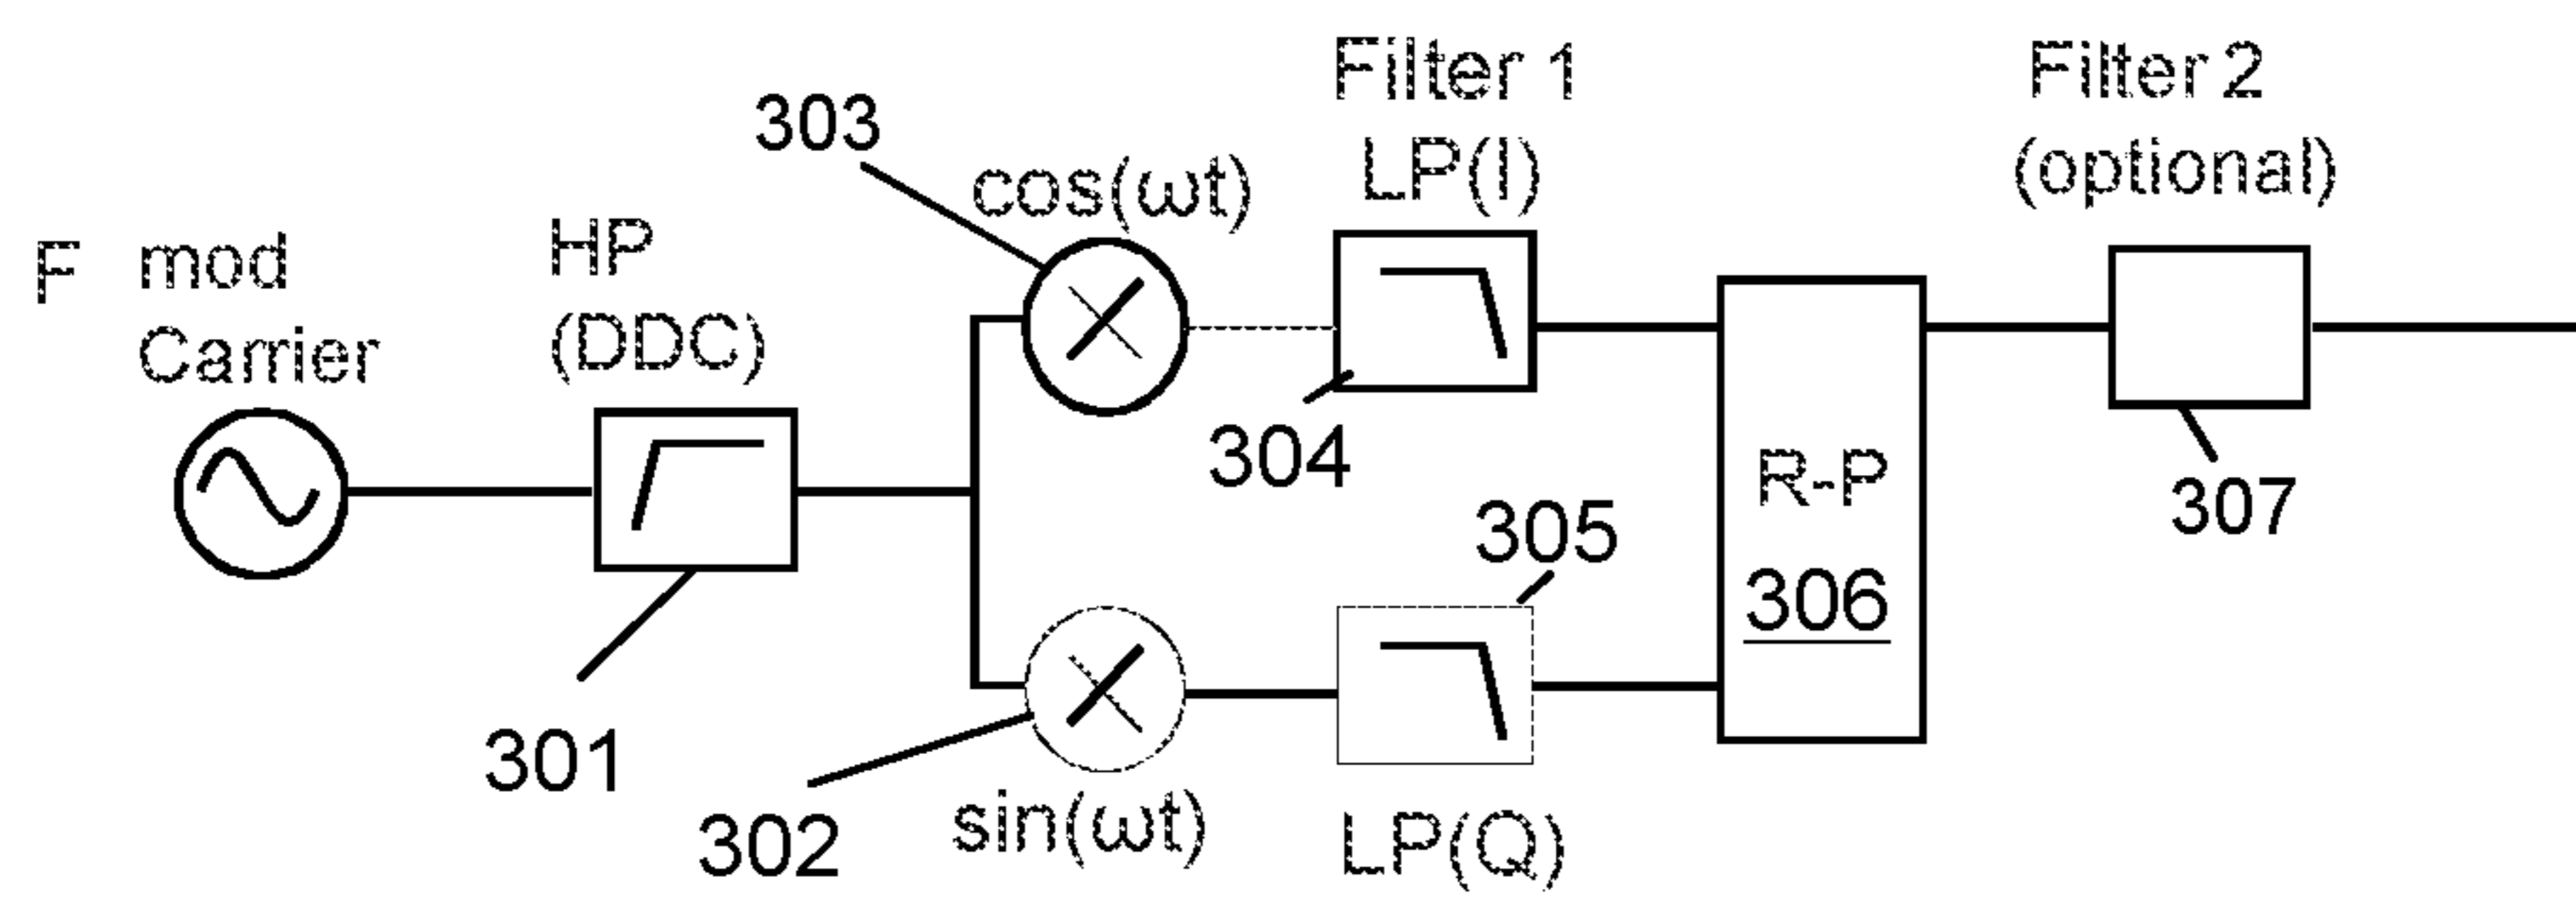 F mod
Carrier
HP
(DDC)
301
303
cos(ωt)
302
sin(ωt)
Filter 1
LP(I)
304
305
LP(Q)
R-P
306
Filter 2
(optional)
307